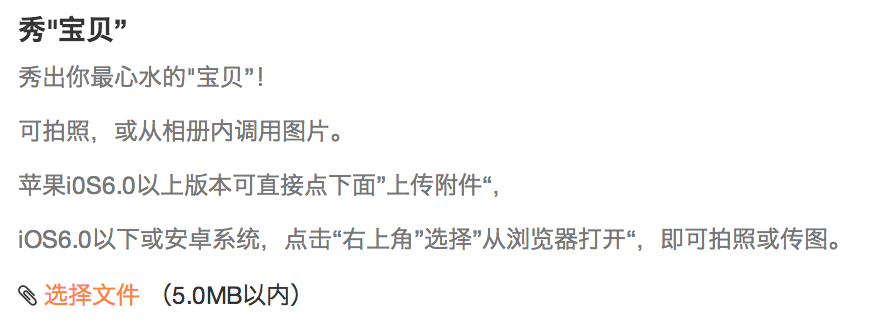 秀"宝贝”
秀出你最心水的"宝贝”！
可拍照，或从相册内调用图片。
苹果i0S6.0以上版本可直接点下面”上传附件“，
iOS6.0以下或安卓系统，点击“右上角”选择”从浏览器打开“，即可拍照或传图。
选择文件 （5.0MB以内）